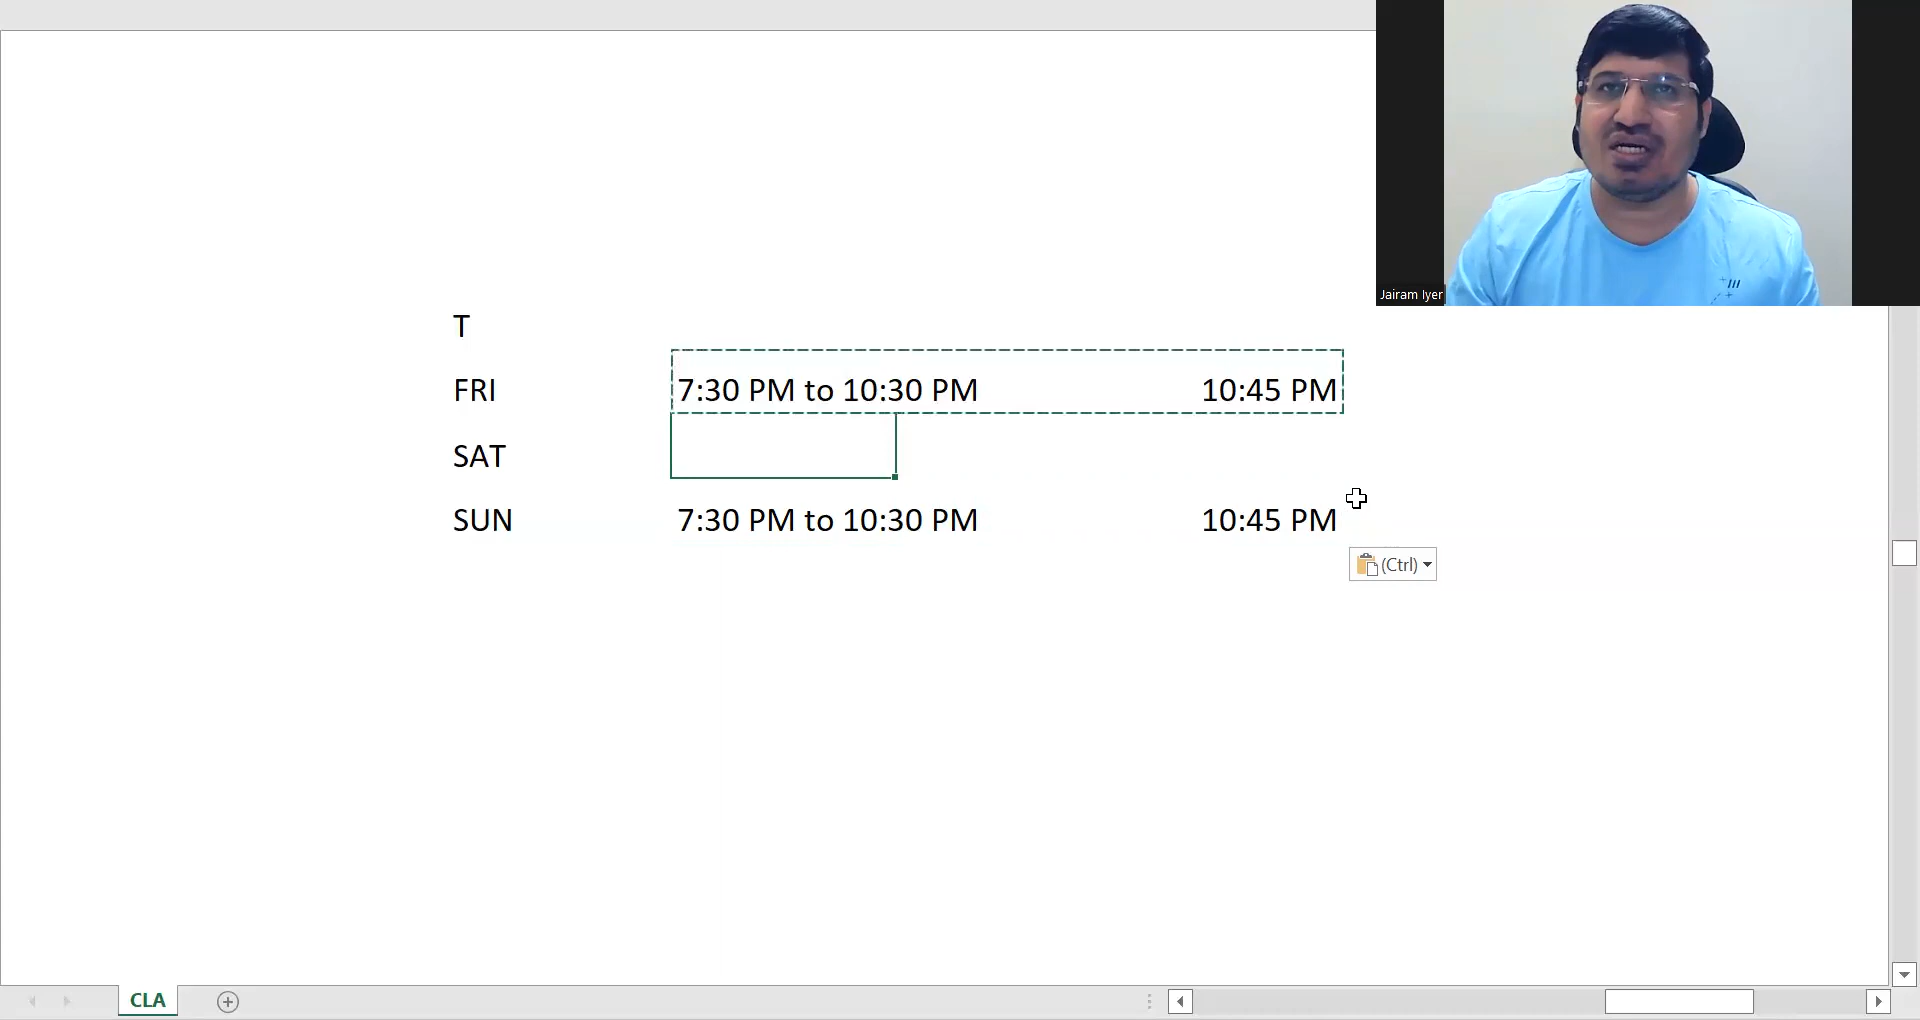 Jairam Iyer
T
FRI 7:30 PM to 10:30 PM 10:45 PM
SAT
SUN 7:30 PM to 10:30 PM 10:45 PM
(Ctrl)
CLA